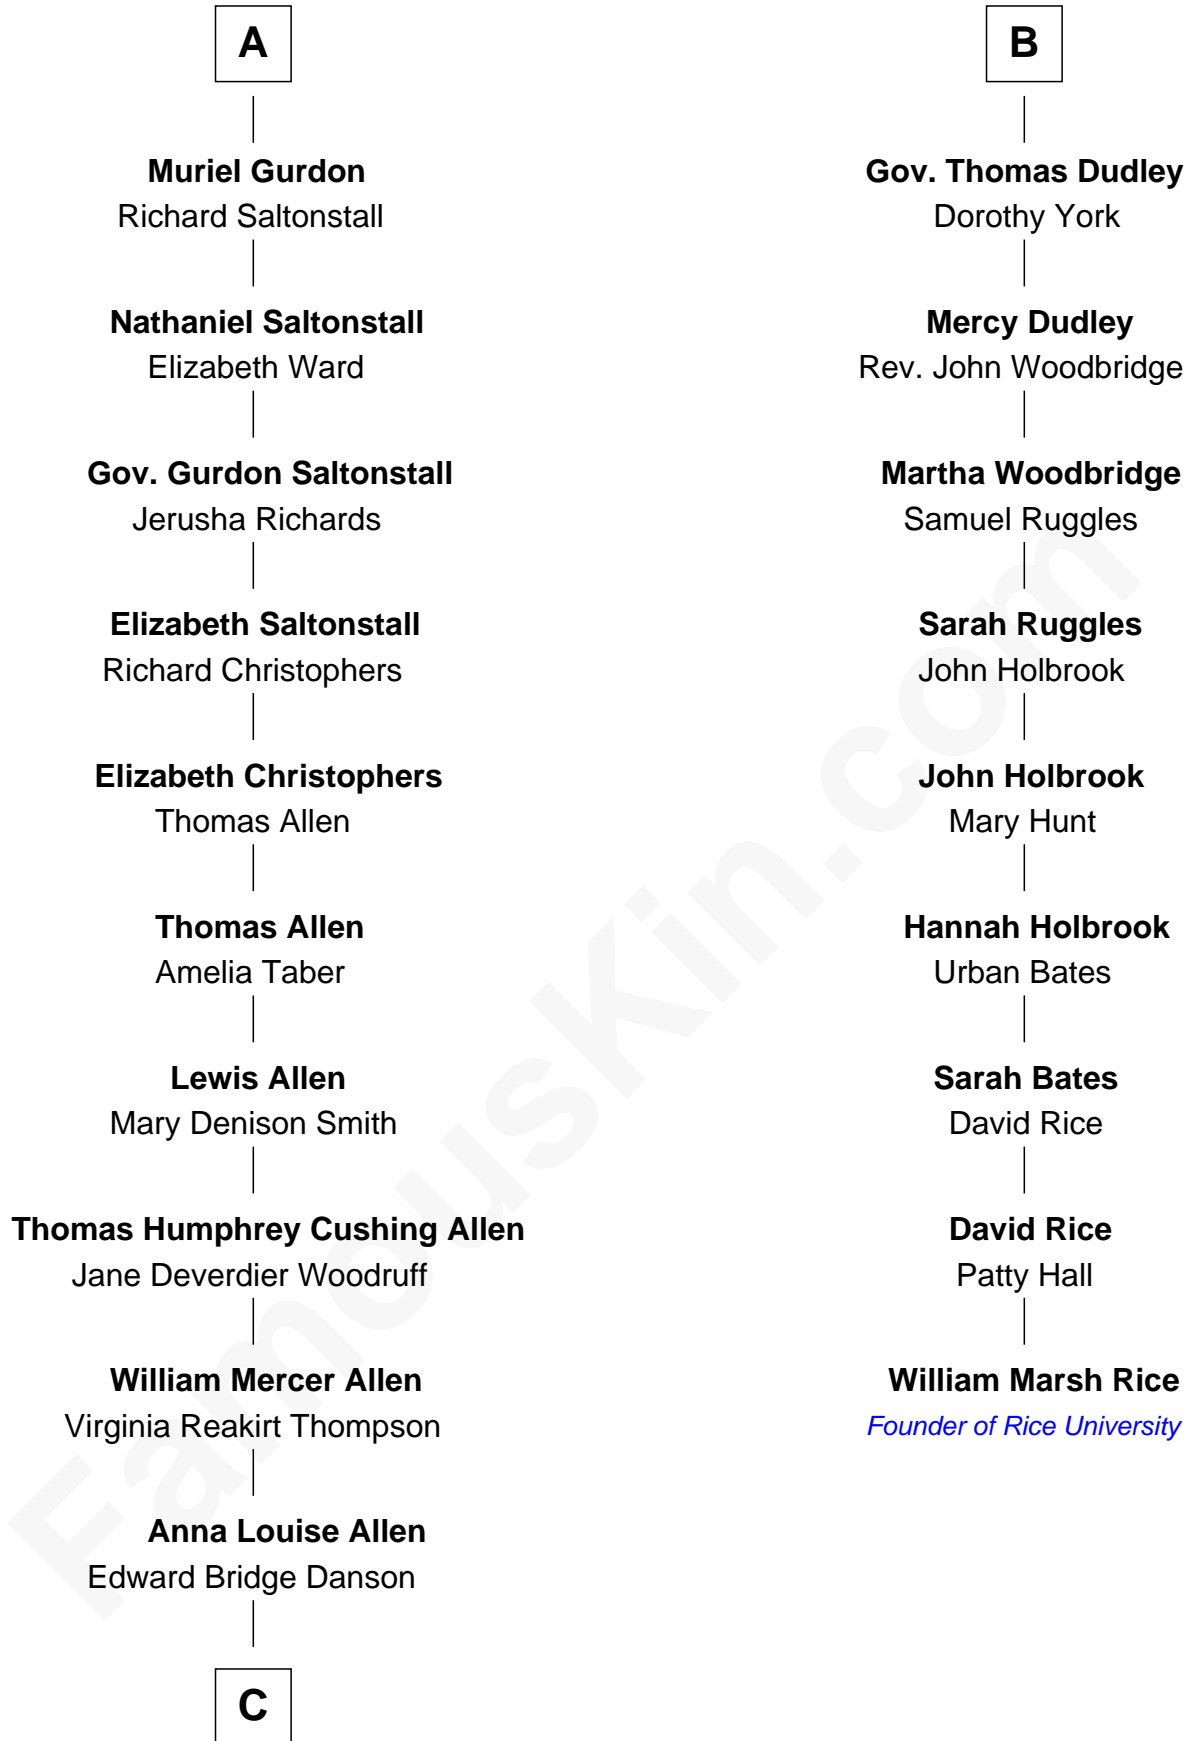 A
Muriel Gurdon
Richard Saltonstall
Nathaniel Saltonstall
Elizabeth Ward
Gov. Gurdon Saltonstall
Jerusha Richards
Elizabeth Saltonstall
Richard Christophers
Elizabeth Christophers
Thomas Allen
Thomas Allen
Amelia Taber
Lewis Allen
Mary Denison Smith
Thomas Humphrey Cushing Allen
Jane Deverdier Woodruff
William Mercer Allen
Virginia Reakirt Thompson
Anna Louise Allen
Edward Bridge Danson
C
B
Gov. Thomas Dudley
Dorothy York
Mercy Dudley
Rev. John Woodbridge
Martha Woodbridge
Samuel Ruggles
Sarah Ruggles
John Holbrook
John Holbrook
Mary Hunt
Hannah Holbrook
Urban Bates
Sarah Bates
David Rice
David Rice
Patty Hall
William Marsh Rice
Founder of Rice University
FamousKin.com